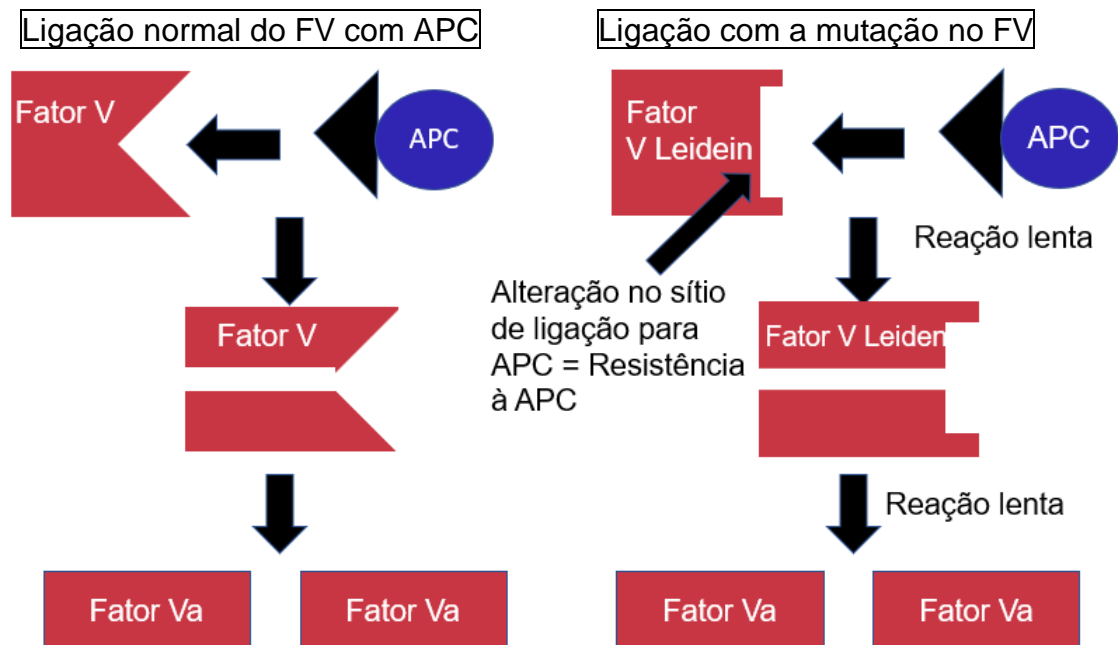 Ligação normal do FV com APC
Fator V
APC
Fator V
Fator Va
Fator Va
Ligação com a mutação no FV
Fator
V Leidein
APC
Reação lenta
Alteração no sítio
de ligação para
APC = Resistência
à APC
Fator V Leiden
Reação lenta
Fator Va
Fator Va